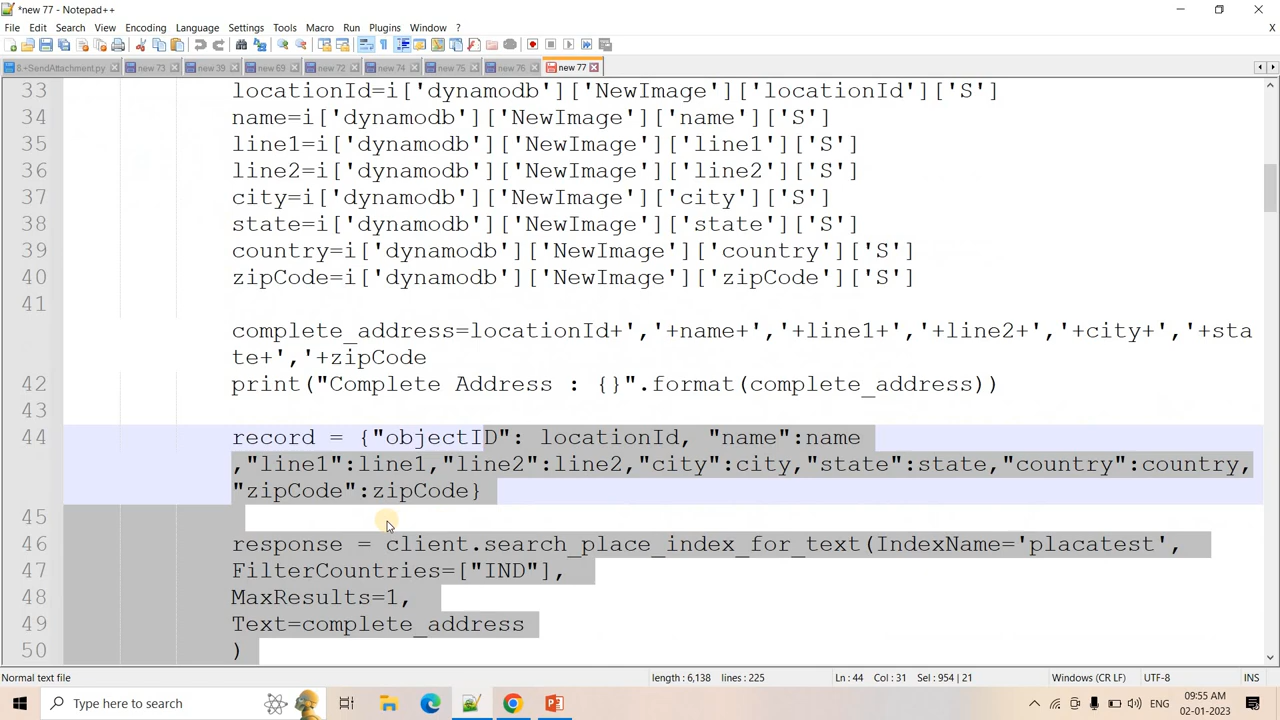 *new 77 - Notepad++
File Edit Search View Encoding Language Settings Tools Macro Run Plugins Window ?
8.+SendAttachment.py new 73 new 39 new 69 new 72 new 74 new 75 new 76 new 77
33 locationId=i['dynamodb']['NewImage']['locationId']['S']
34 name=i['dynamodb']['NewImage']['name']['S']
35 line1=i['dynamodb']['NewImage']['line1']['S']
36 line2=i['dynamodb']['NewImage']['line2']['S']
37 city=i['dynamodb']['NewImage']['city']['S']
38 state=i['dynamodb']['NewImage']['state']['S']
39 country=i['dynamodb']['NewImage']['country']['S']
40 zipCode=i['dynamodb']['NewImage']['zipCode']['S']
41
complete_address=locationId+','+name+','+line1+','+line2+','+city+','+sta
te+','+zipCode
42 print("Complete Address : {}".format(complete_address))
43
44 record = {"objectID": locationId, "name":name
,"line1":line1,"line2":line2,"city":city,"state":state,"country":country,
"zipCode":zipCode}
45
46 response = client.search_place_index_for_text(IndexName='placatest',
47 FilterCountries=["IND"],
48 MaxResults=1,
49 Text=complete_address
50 )
Normal text file length : 6,138 lines : 225 Ln : 44 Col : 31 Sel : 954 | 21 Windows (CR LF) UTF-8 INS
Type here to search ENG 09:55 AM
02-01-2023